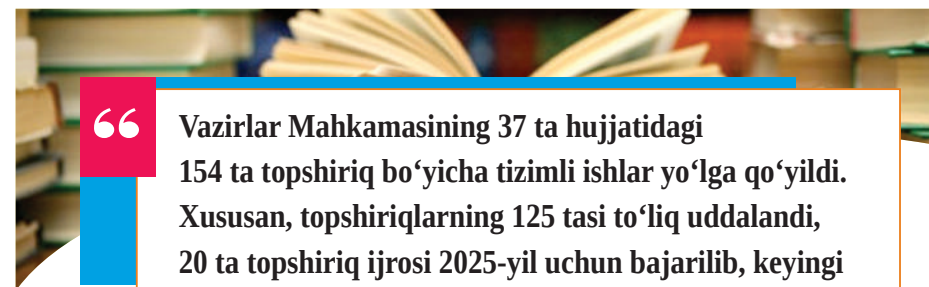 “
Vazirlar Mahkamasining 37 ta hujjatidagi
154 ta topshiriq bo‘yicha tizimli ishlar yo‘lga qo‘yildi.
Xususan, topshiriqlarning 125 tasi to‘liq uddalandi,
20 ta topshiriq ijrosi 2025-yil uchun bajarilib, keyingi